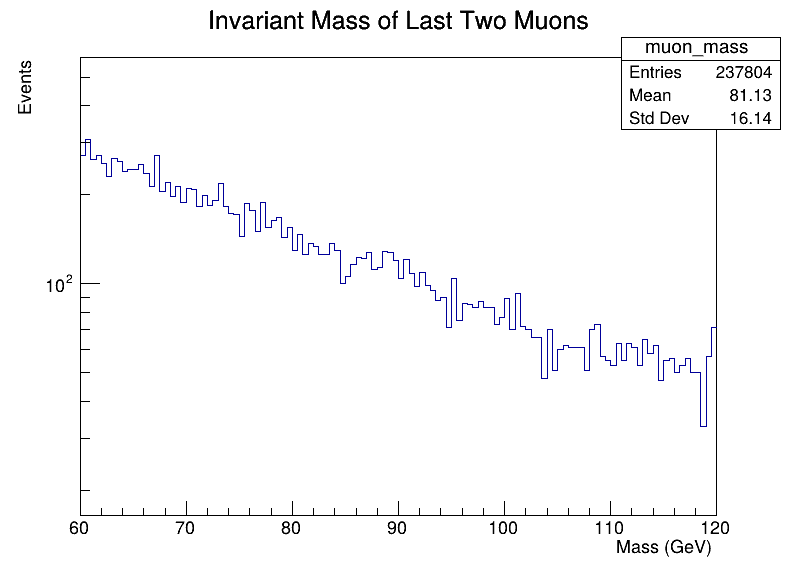 Invariant Mass of Last Two Muons
muon_mass
Entries 237804
Mean 81.13
Std Dev 16.14
Events
10²
60 70 80 90 100 110 120
Mass (GeV)